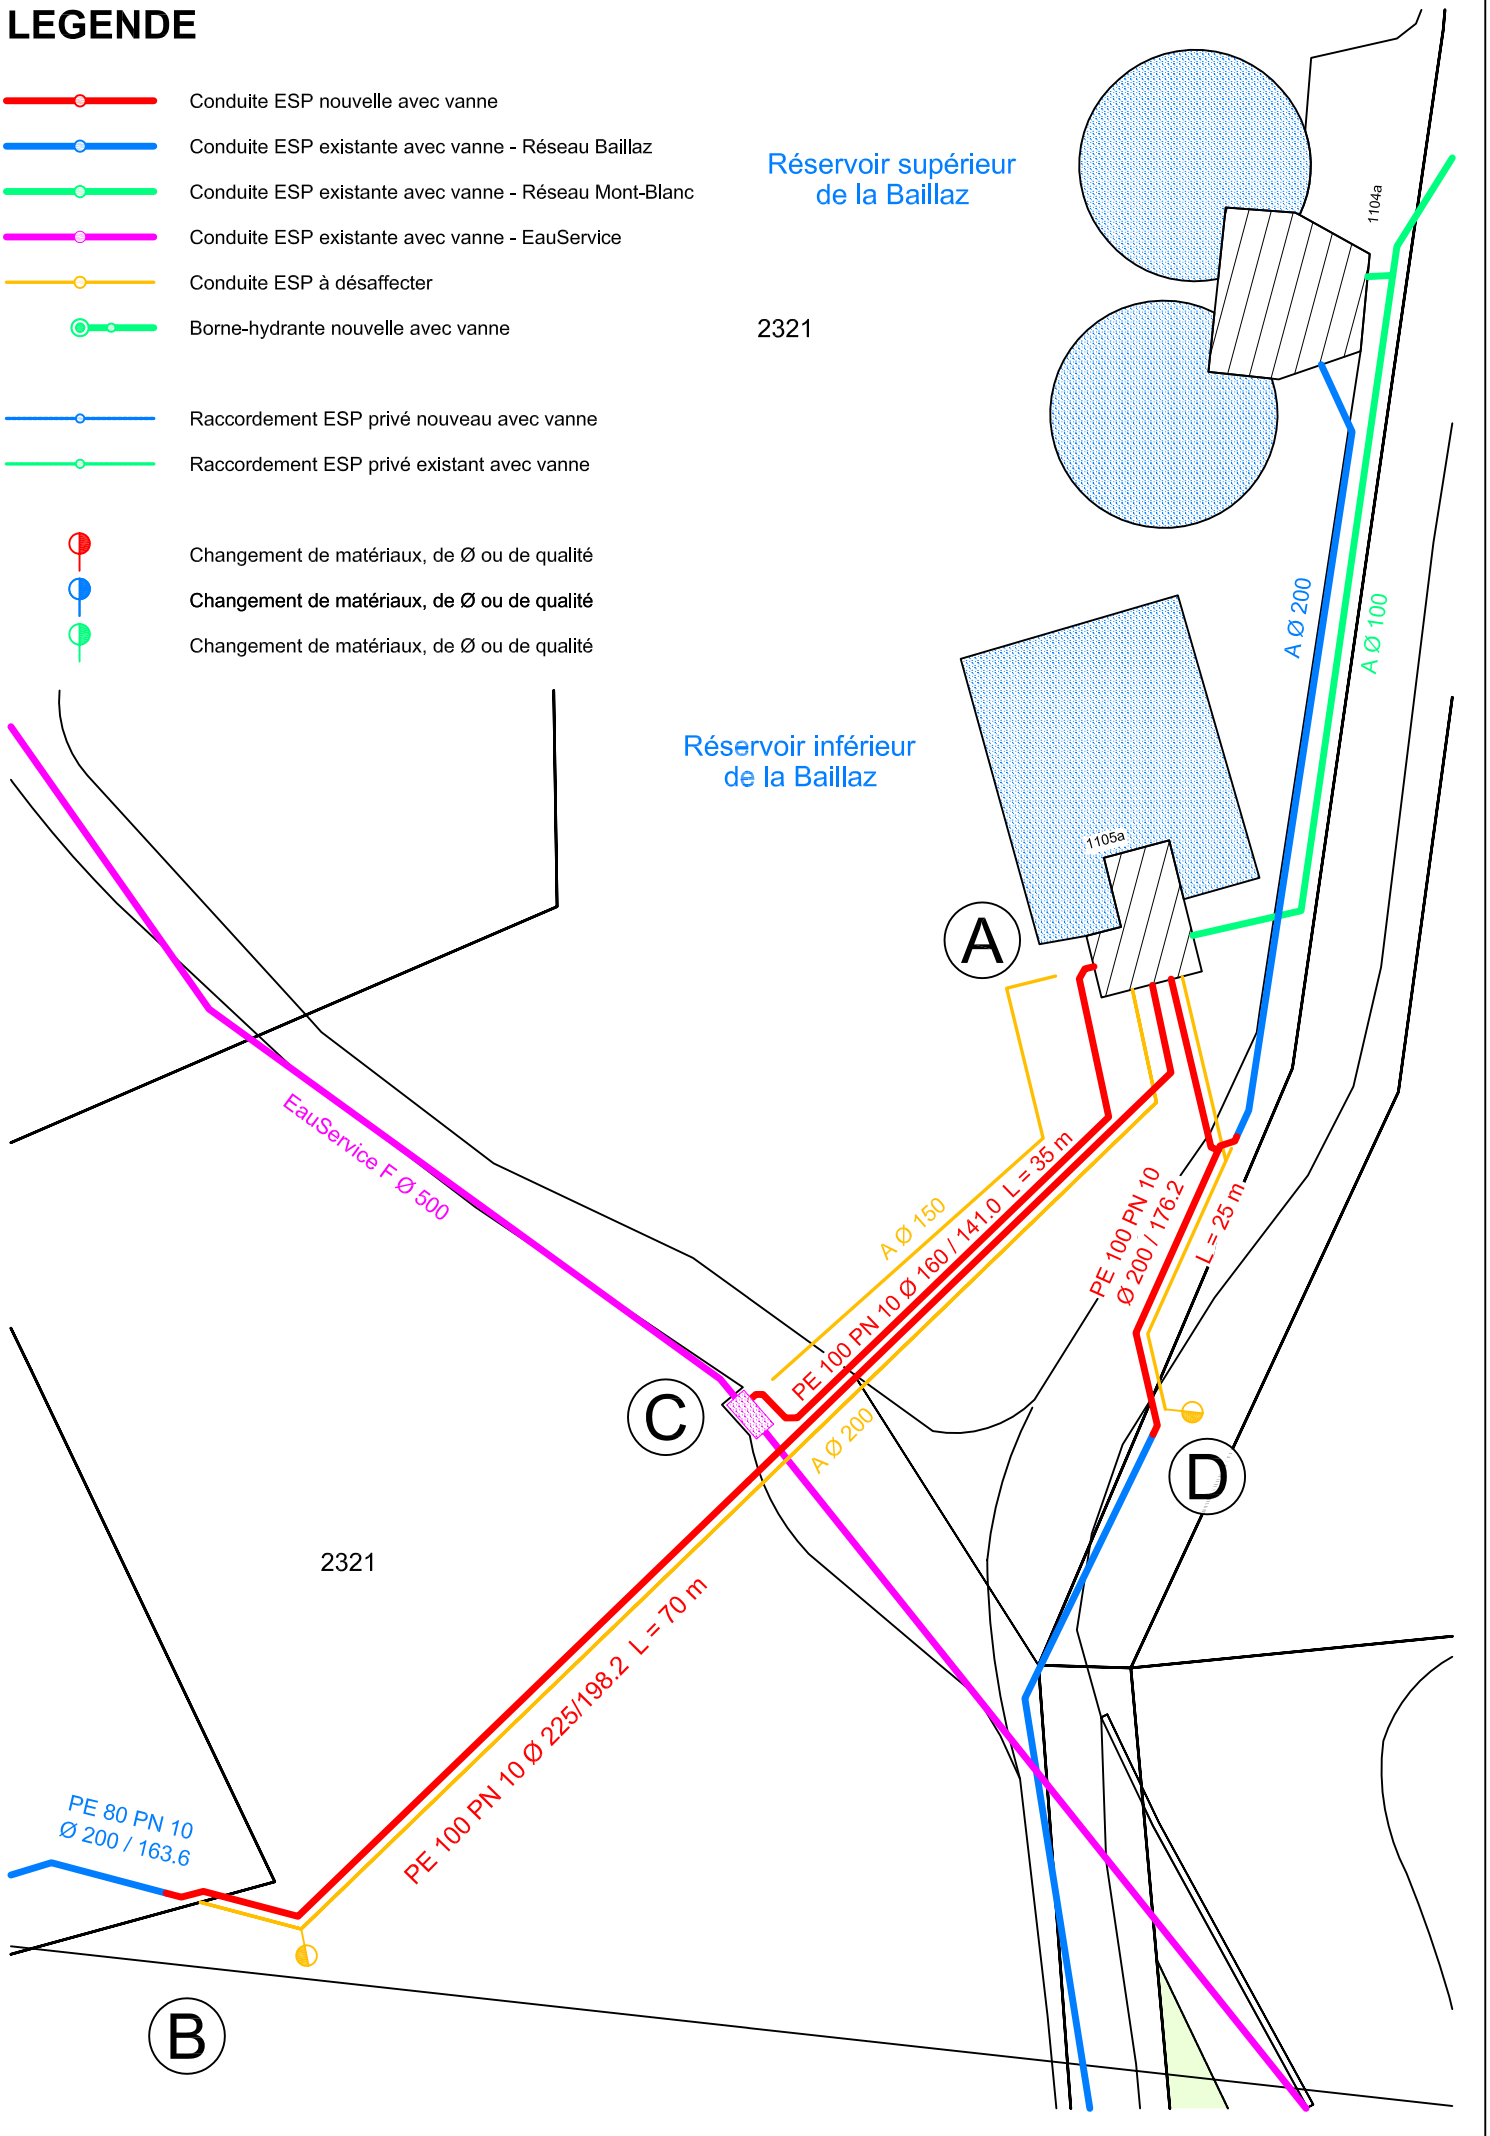 LEGENDE
Conduite ESP nouvelle avec vanne
Conduite ESP existante avec vanne - Réseau Baillaz
Conduite ESP existante avec vanne - Réseau Mont-Blanc
Conduite ESP existante avec vanne - EauService
Conduite ESP à désaffecter
Borne-hydrante nouvelle avec vanne
Raccordement ESP privé nouveau avec vanne
Raccordement ESP privé existant avec vanne
Changement de matériaux, de Ø ou de qualité
Changement de matériaux, de Ø ou de qualité
Changement de matériaux, de Ø ou de qualité
Réservoir supérieur
de la Baillaz
1104a
2321
A Ø 200
A Ø 100
Réservoir inférieur
de la Baillaz
1105a
A
EauService F Ø 500
A Ø 150
PE 100 PN 10 Ø 160 / 141.0 L = 35 m
PE 100 PN 10
Ø 200 / 176.2
L = 25 m
C
A Ø 200
D
2321
PE 100 PN 10 Ø 225/198.2 L = 70 m
PE 80 PN 10
Ø 200 / 163.6
B